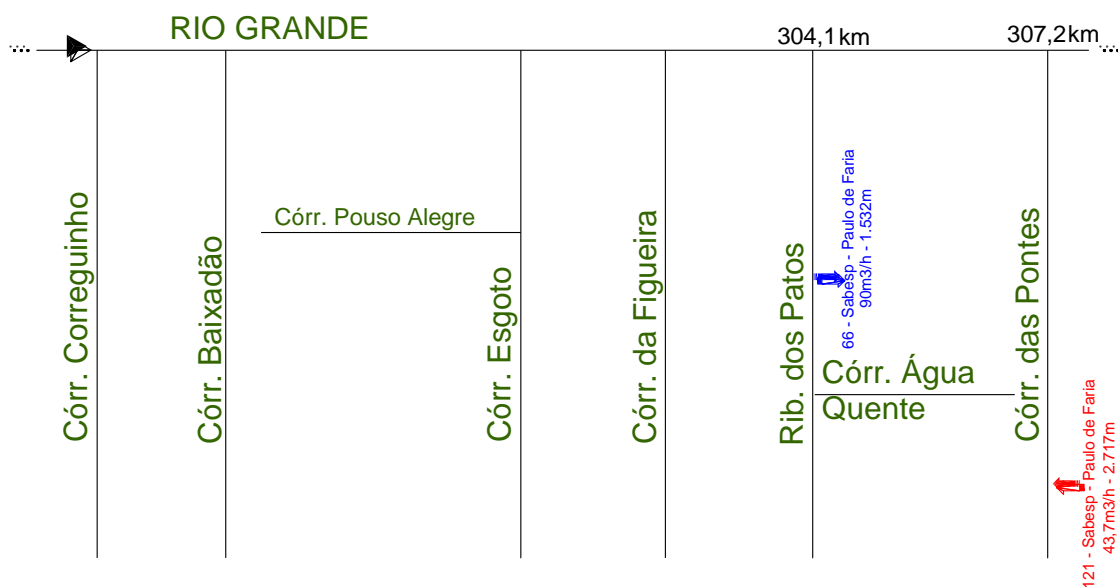 RIO GRANDE
304,1km
307,2km
Córr. Correguinho
Córr. Baixadão
Córr. Pouso Alegre
Córr. Esgoto
Córr. da Figueira
Rib. dos Patos
66 - Sabesp - Paulo de Faria
90m3/h - 1.532m
Córr. Água
Quente
Córr. das Pontes
121 - Sabesp - Paulo de Faria
43,7m3/h - 2.717m